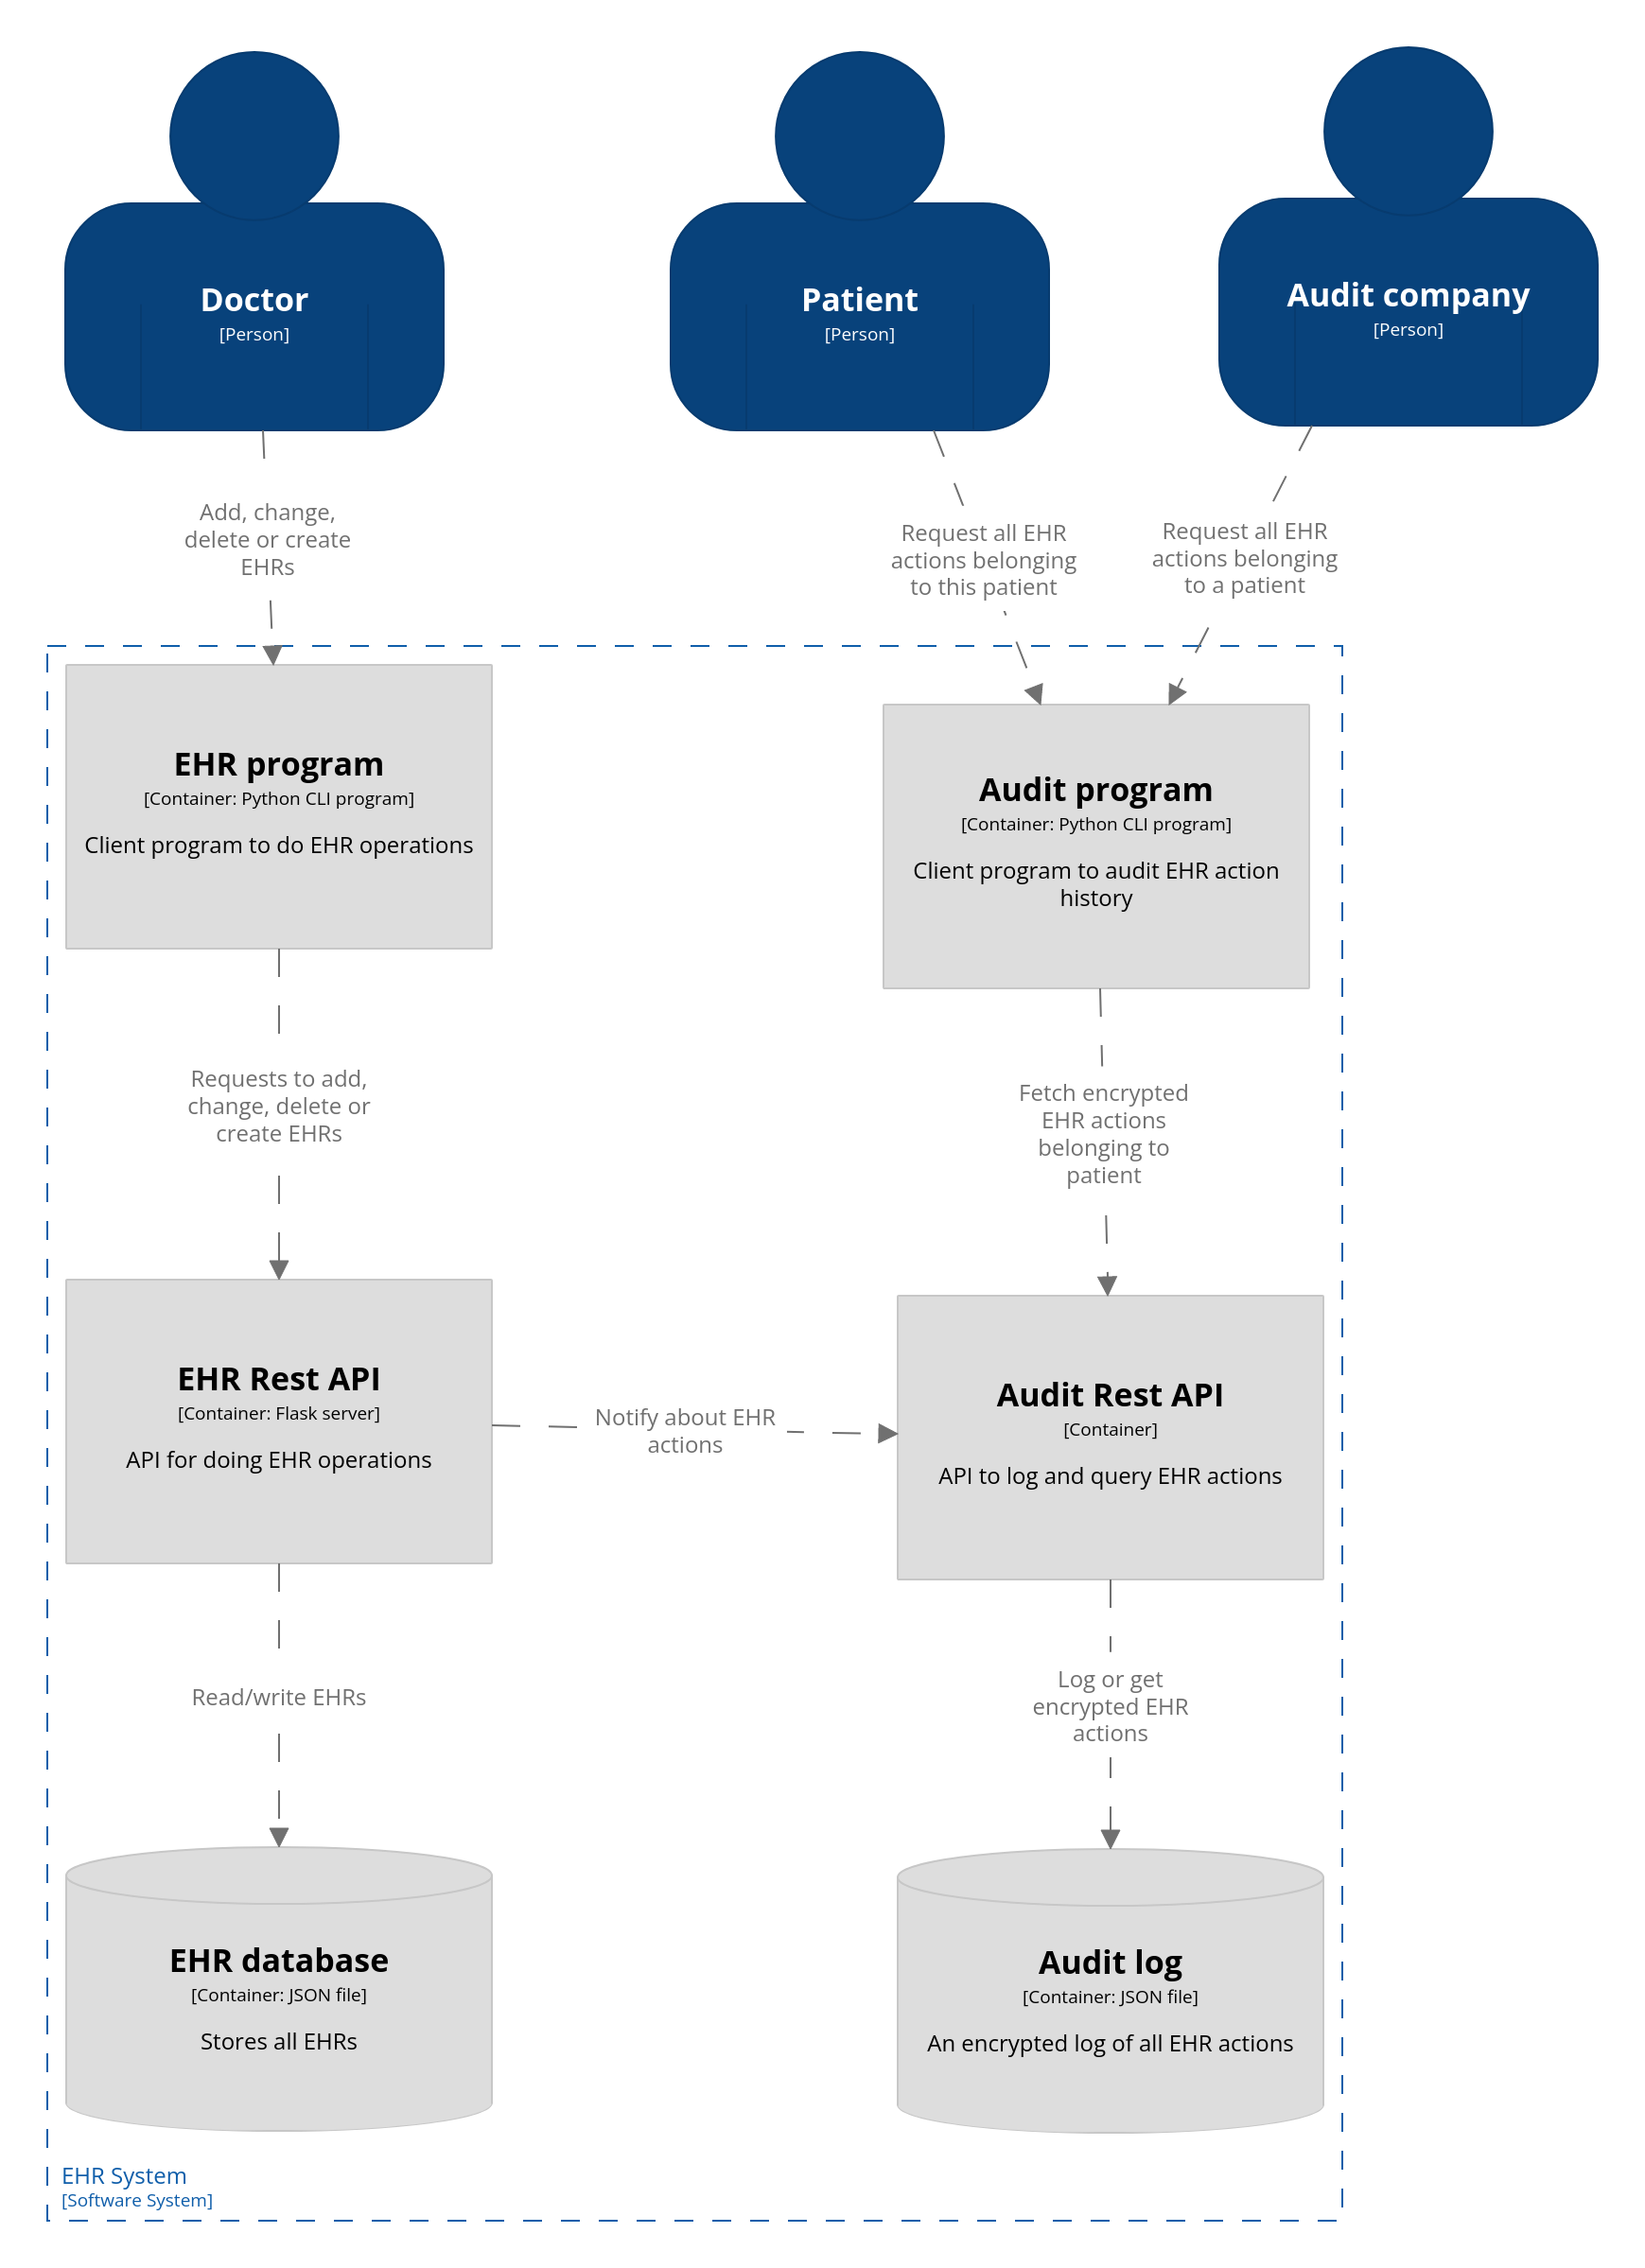 Doctor
[Person]
Patient
[Person]
Audit company
[Person]
Add, change,
delete or create
EHRs
Request all EHR
actions belonging
to this patient
Request all EHR
actions belonging
to a patient
EHR program
[Container: Python CLI program]
Client program to do EHR operations
Audit program
[Container: Python CLI program]
Client program to audit EHR action
history
Requests to add,
change, delete or
create EHRs
Fetch encrypted
EHR actions
belonging to
patient
EHR Rest API
[Container: Flask server]
API for doing EHR operations
Notify about EHR
actions
Audit Rest API
[Container]
API to log and query EHR actions
Read/write EHRs
Log or get
encrypted EHR
actions
EHR database
[Container: JSON file]
Stores all EHRs
Audit log
[Container: JSON file]
An encrypted log of all EHR actions
EHR System
[Software System]